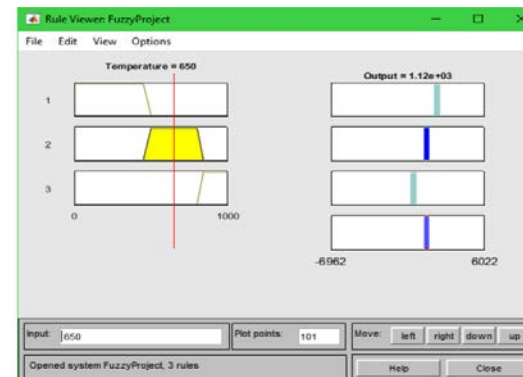 Rule Viewer: FuzzyProject
File Edit View Options
Temperature = 650
Output = 1.12e+03
1
2
3
0 1000
-6962 6022
Input: 650
Plot points: 101
Move: left right down up
Opened system FuzzyProject, 3 rules
Help Close